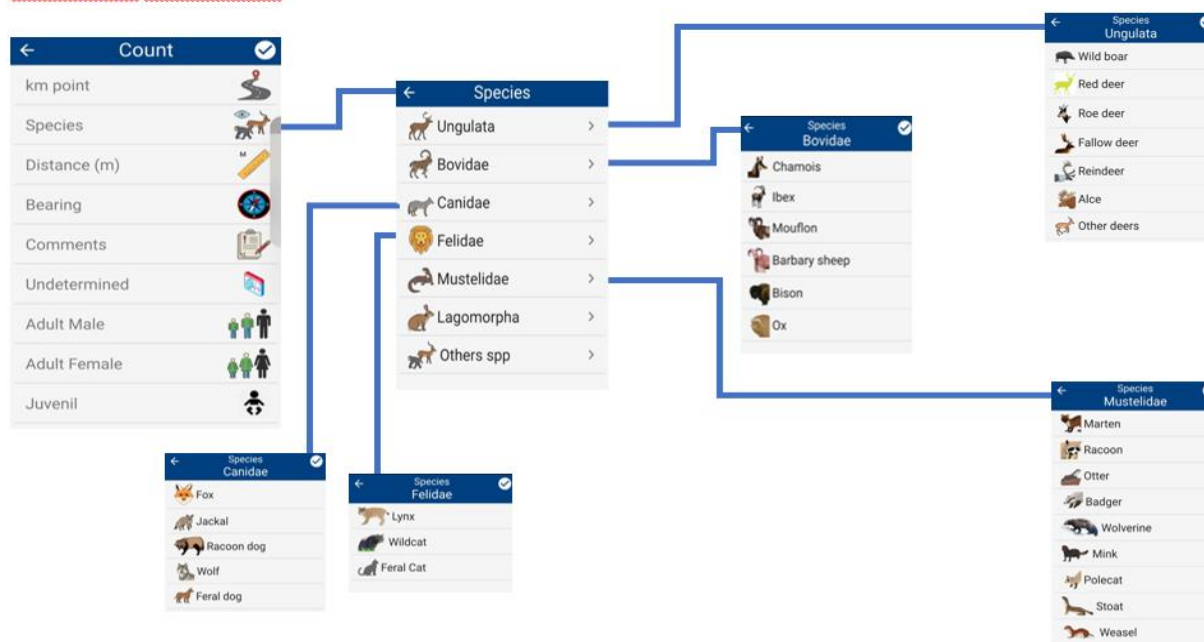 Count
km point
Species
Distance (m)
M
Bearing
Comments
Undetermined
Adult Male
Adult Female
Juvenil
Species
Ungulata
Bovidae
Canidae
Felidae
Mustelidae
Lagomorpha
Others spp
Species
Ungulata
Wild boar
Red deer
Roe deer
Fallow deer
Reindeer
Alce
Other deers
Species
Bovidae
Chamois
Ibex
Mouflon
Barbary sheep
Bison
Ox
Species
Canidae
Fox
Jackal
Racoon dog
Wolf
Feral dog
Species
Felidae
Lynx
Wildcat
Feral Cat
Species
Mustelidae
Marten
Racoon
Otter
Badger
Wolverine
Mink
Polecat
Stoat
Weasel